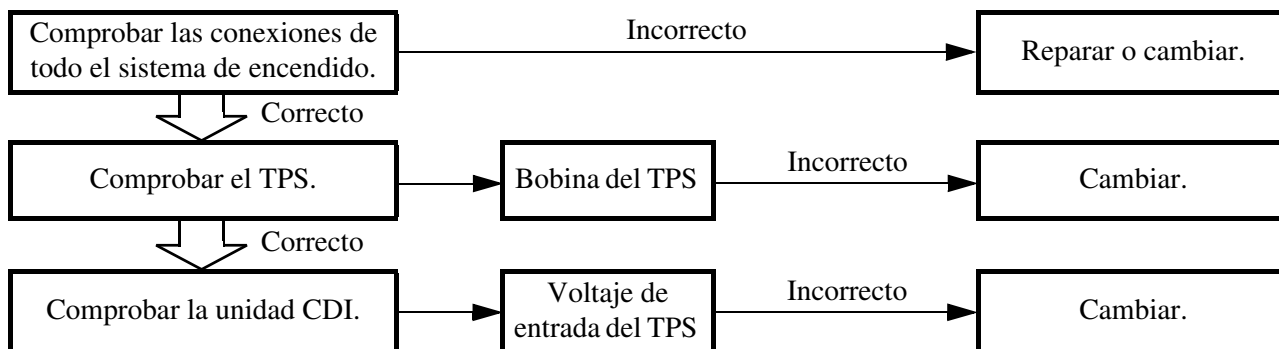 Comprobar las conexiones de
todo el sistema de encendido.
Incorrecto
Reparar o cambiar.
Correcto
Comprobar el TPS.
Bobina del TPS
Incorrecto
Cambiar.
Correcto
Comprobar la unidad CDI.
Voltaje de
entrada del TPS
Incorrecto
Cambiar.